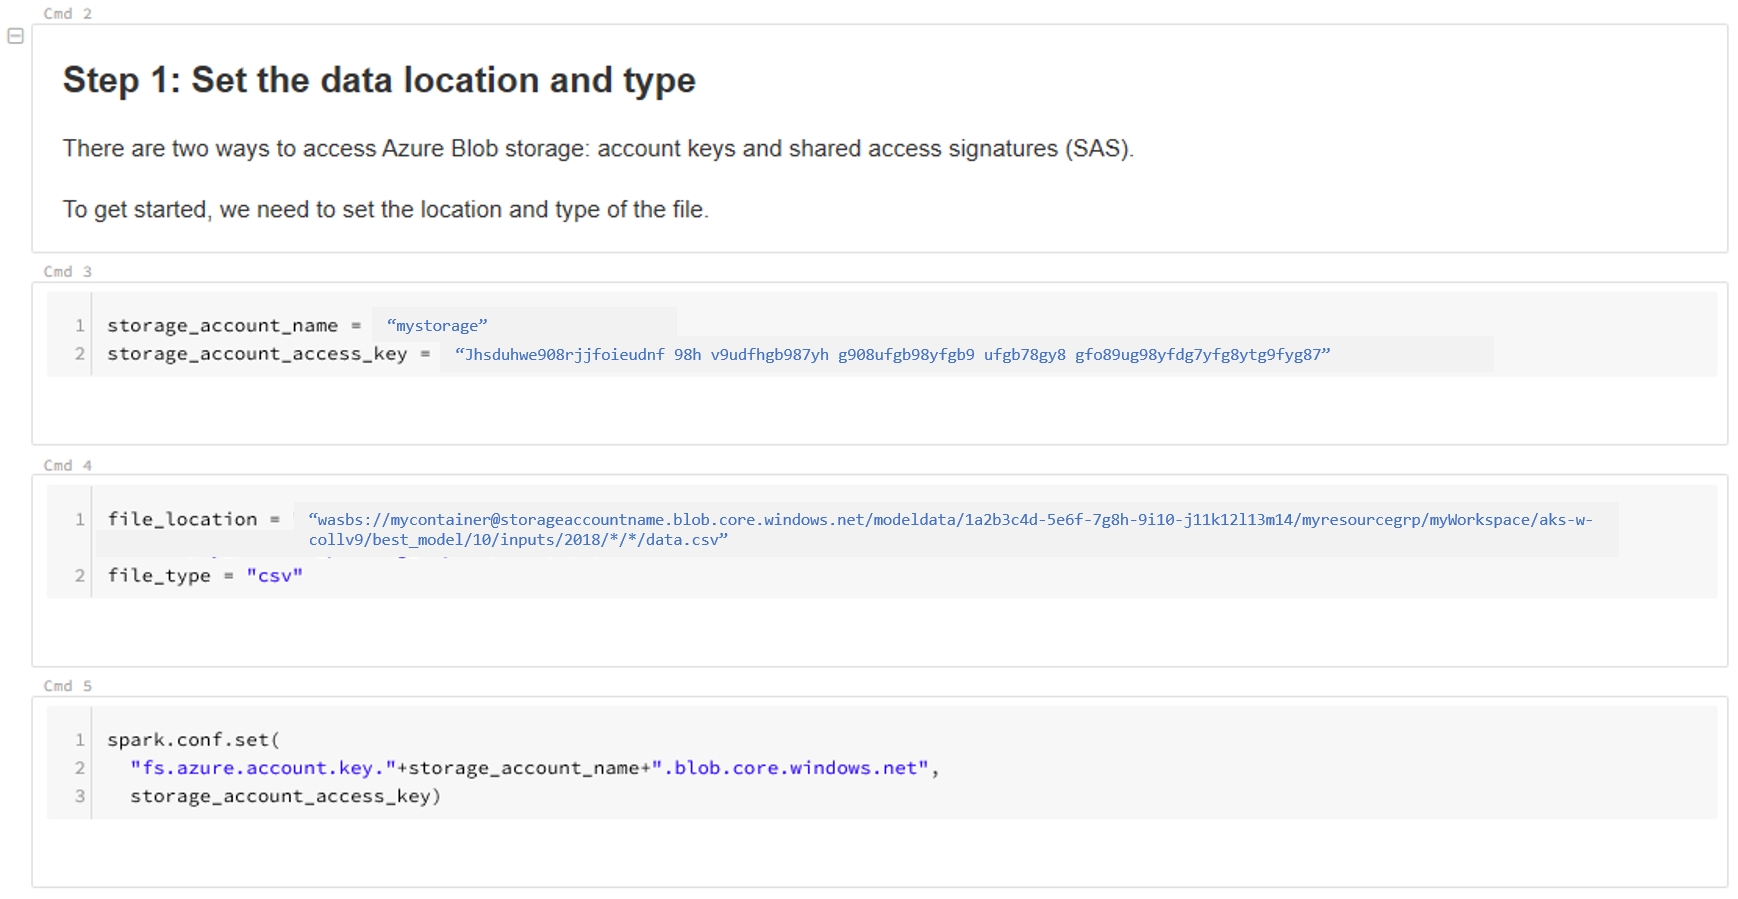 Cmd 2
Step 1: Set the data location and type
There are two ways to access Azure Blob storage: account keys and shared access signatures (SAS).
To get started, we need to set the location and type of the file.
Cmd 3
1 storage_account_name = “mystorage”
2 storage_account_access_key = “Jhsduhwe908rjjfoieudnf 98h v9udfhgb987yh g908ufgb98yfgb9 ufgb78gy8 gfo89ug98yfdg7yfg8ytg9fyg87”
Cmd 4
1 file_location = “wasbs://mycontainer@storageaccountname.blob.core.windows.net/modeldata/1a2b3c4d-5e6f-7g8h-9i10-j11k12l13m14/myresourcegrp/myWorkspace/aks-w-
collv9/best_model/10/inputs/2018/*/*/data.csv”
2 file_type = "csv"
Cmd 5
1 spark.conf.set(
2 "fs.azure.account.key."+storage_account_name+".blob.core.windows.net",
3 storage_account_access_key)